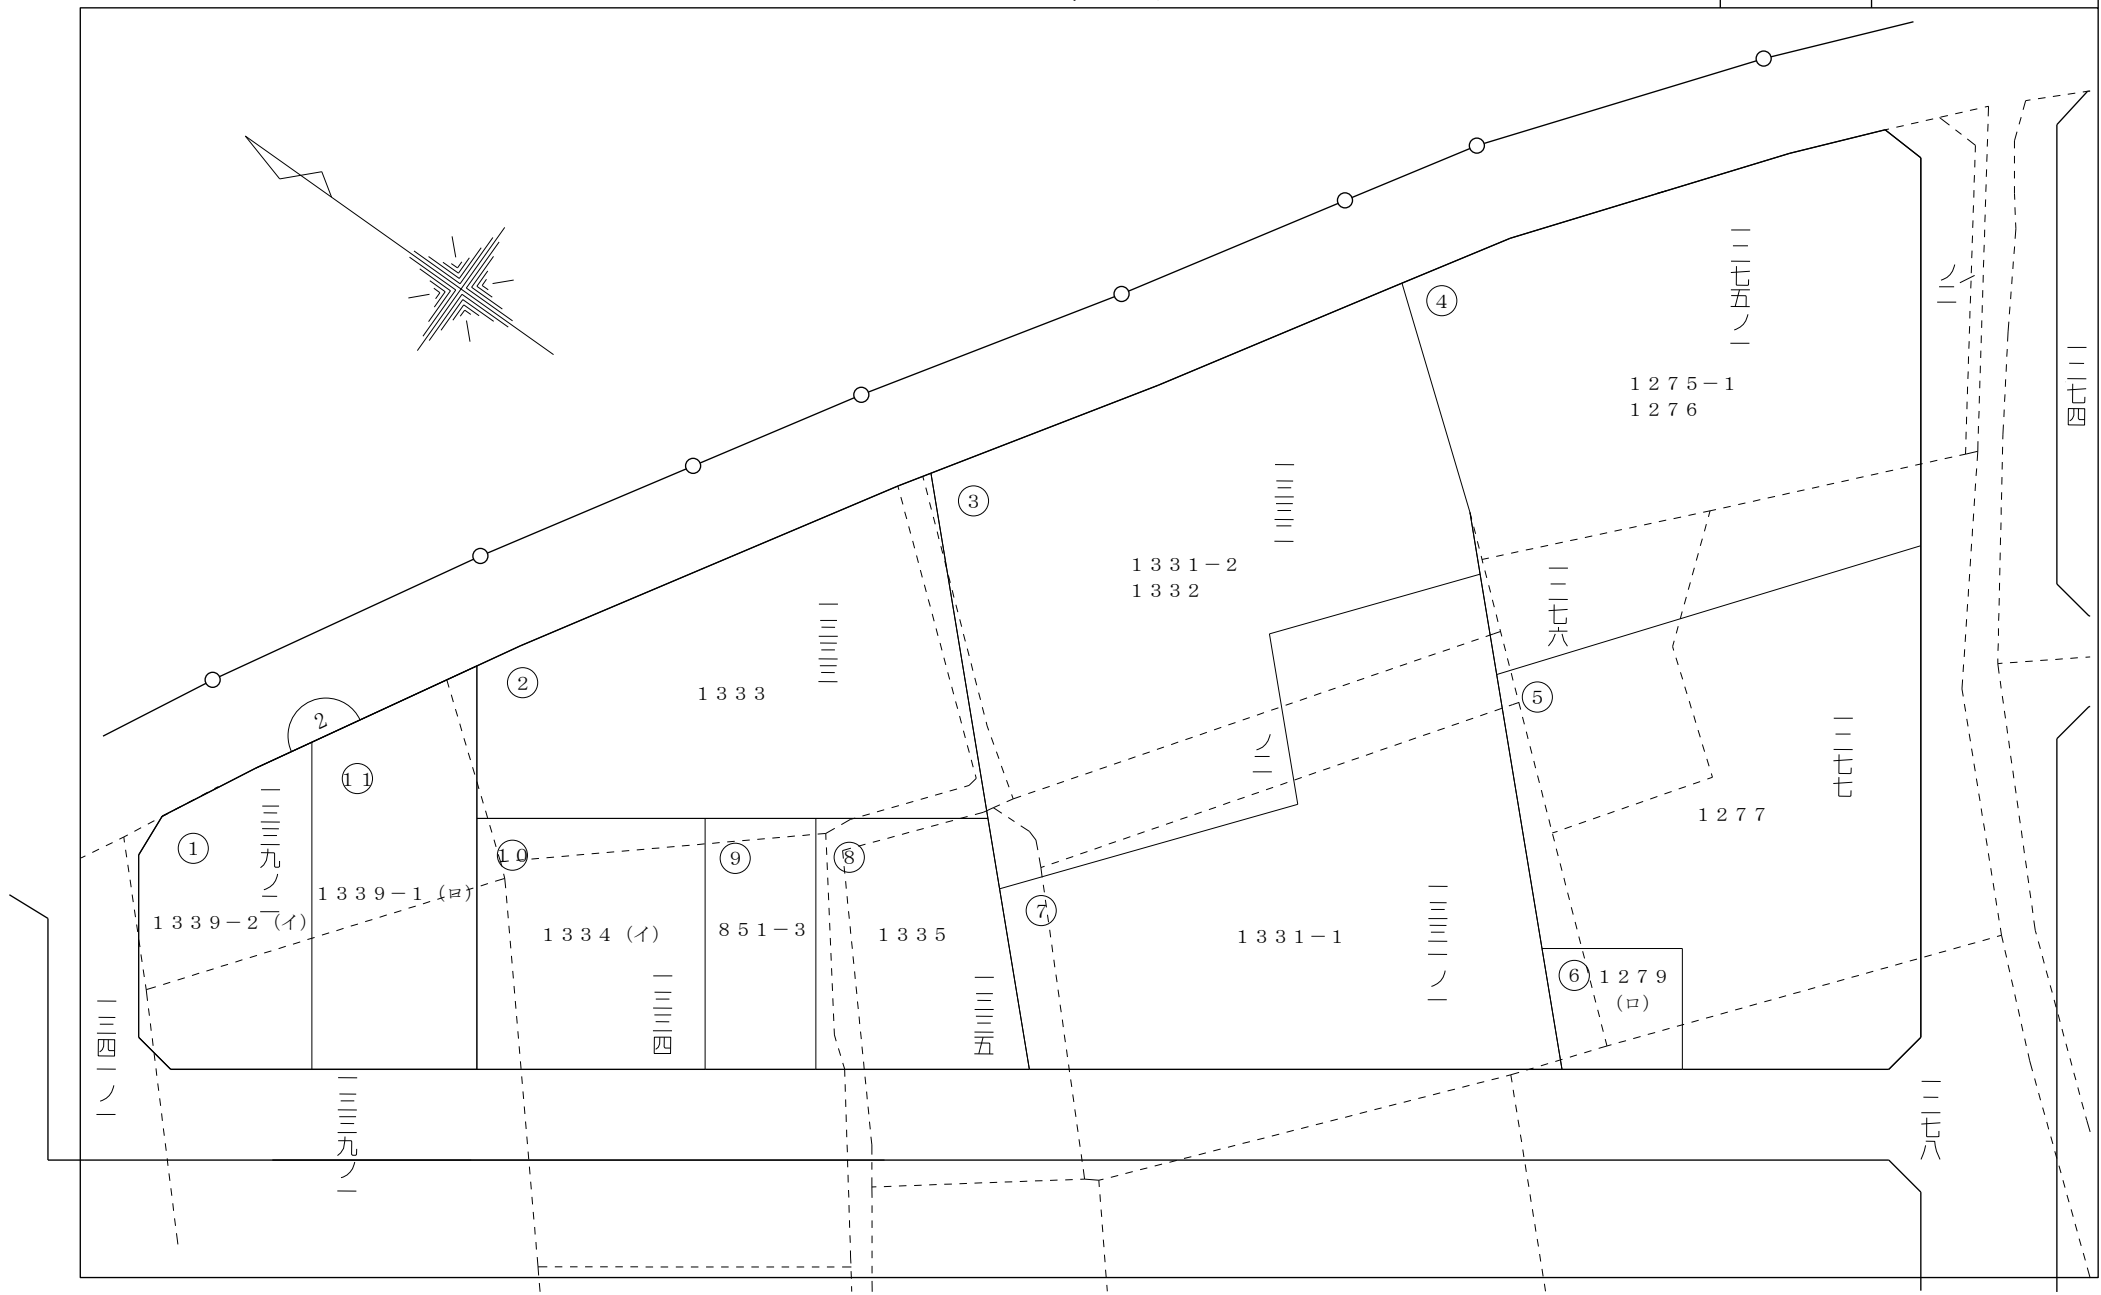 ④
一二七五ノ一
ノ二
１２７５－１
１２７６
一二七四
③
一三三二
１３３１－２
１３３２
一二七六
一三三三
②
１３３３
⑤
2
ノ二
一二七七
⑪
１２７７
一三三九ノ二
①
⑩
⑨
⑧
１３３９－１（ロ）
１３３９－２（イ）
⑦
１３３４（イ）
８５１－３
１３３５
１３３１－１
一三三一ノ一
⑥
１２７９
（ロ）
一三三四
一三三五
一三四一ノ一
一三三九ノ一
一二七八